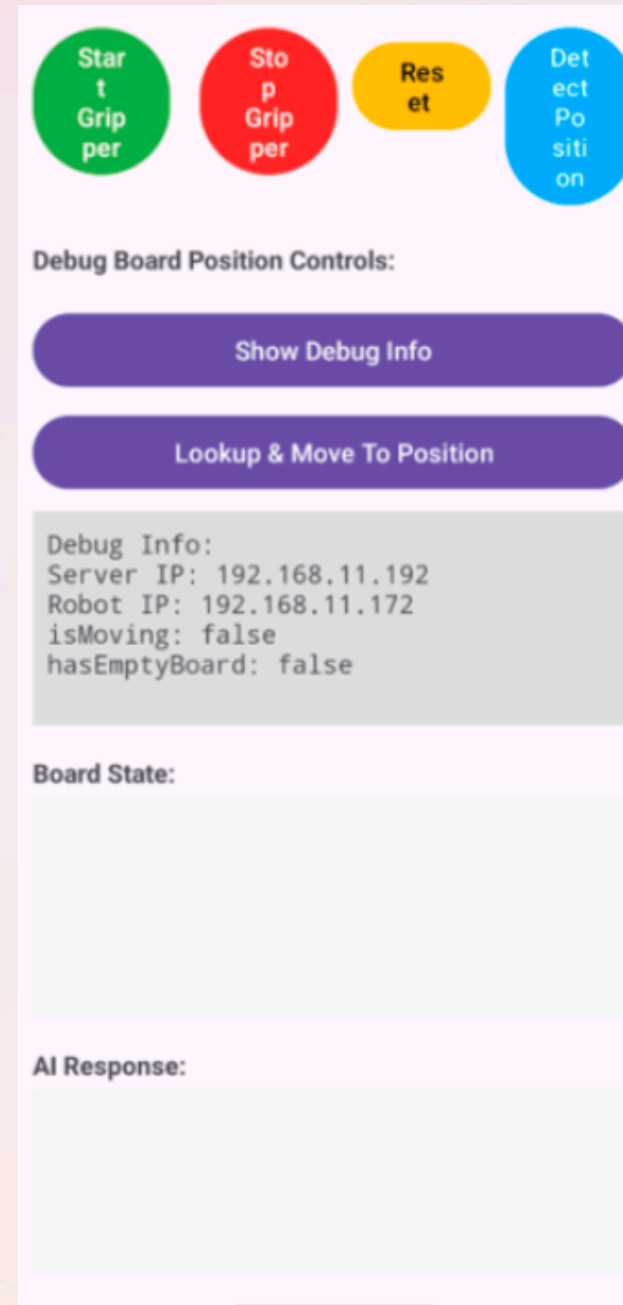 Star
t
Grip
per
Sto
p
Grip
per
Res
et
Det
ect
Po
siti
on
Debug Board Position Controls:
Show Debug Info
Lookup & Move To Position
Debug Info:
Server IP: 192.168.11.192
Robot IP: 192.168.11.172
isMoving: false
hasEmptyBoard: false
Board State:
AI Response: